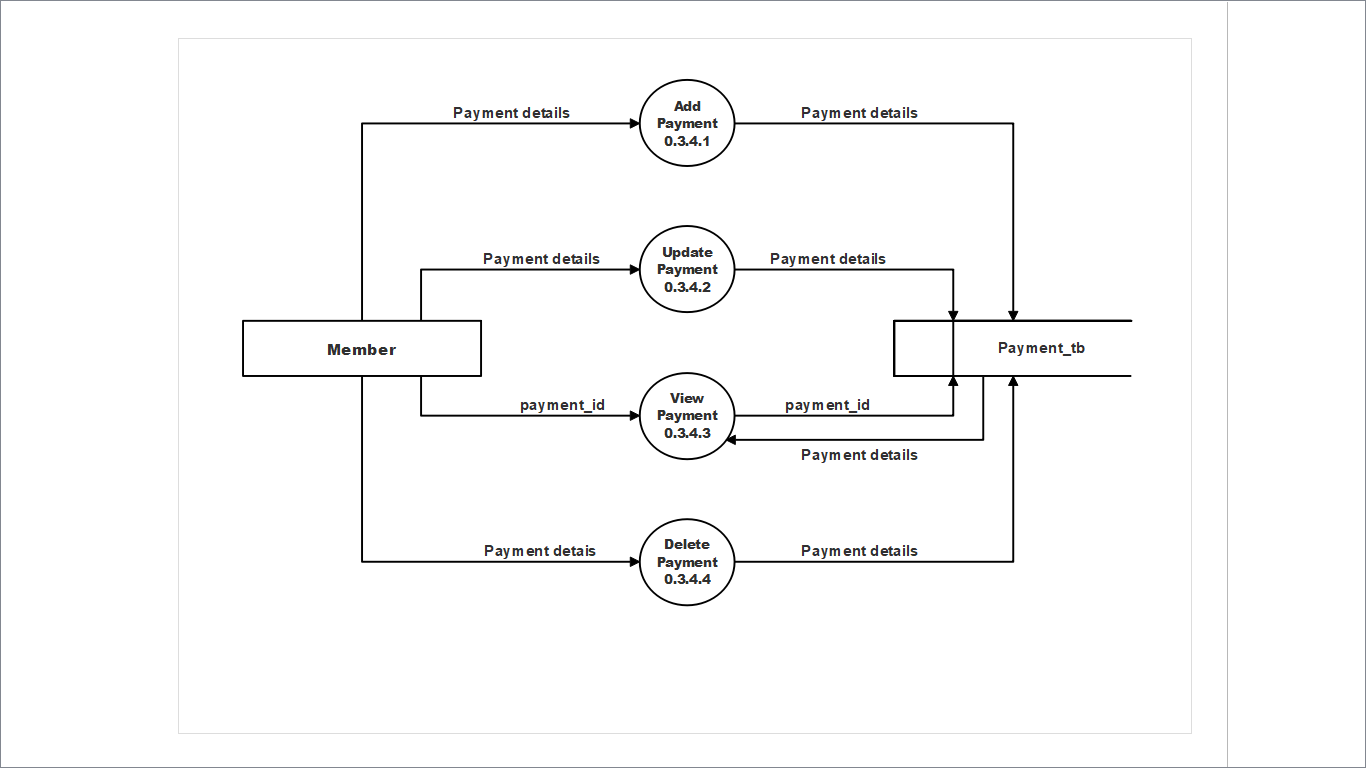 Payment details
Add
Payment
0.3.4.1
Payment details
Payment details
Update
Payment
0.3.4.2
Payment details
Member
Payment_tb
payment_id
View
Payment
0.3.4.3
payment_id
Payment details
Payment detais
Delete
Payment
0.3.4.4
Payment details